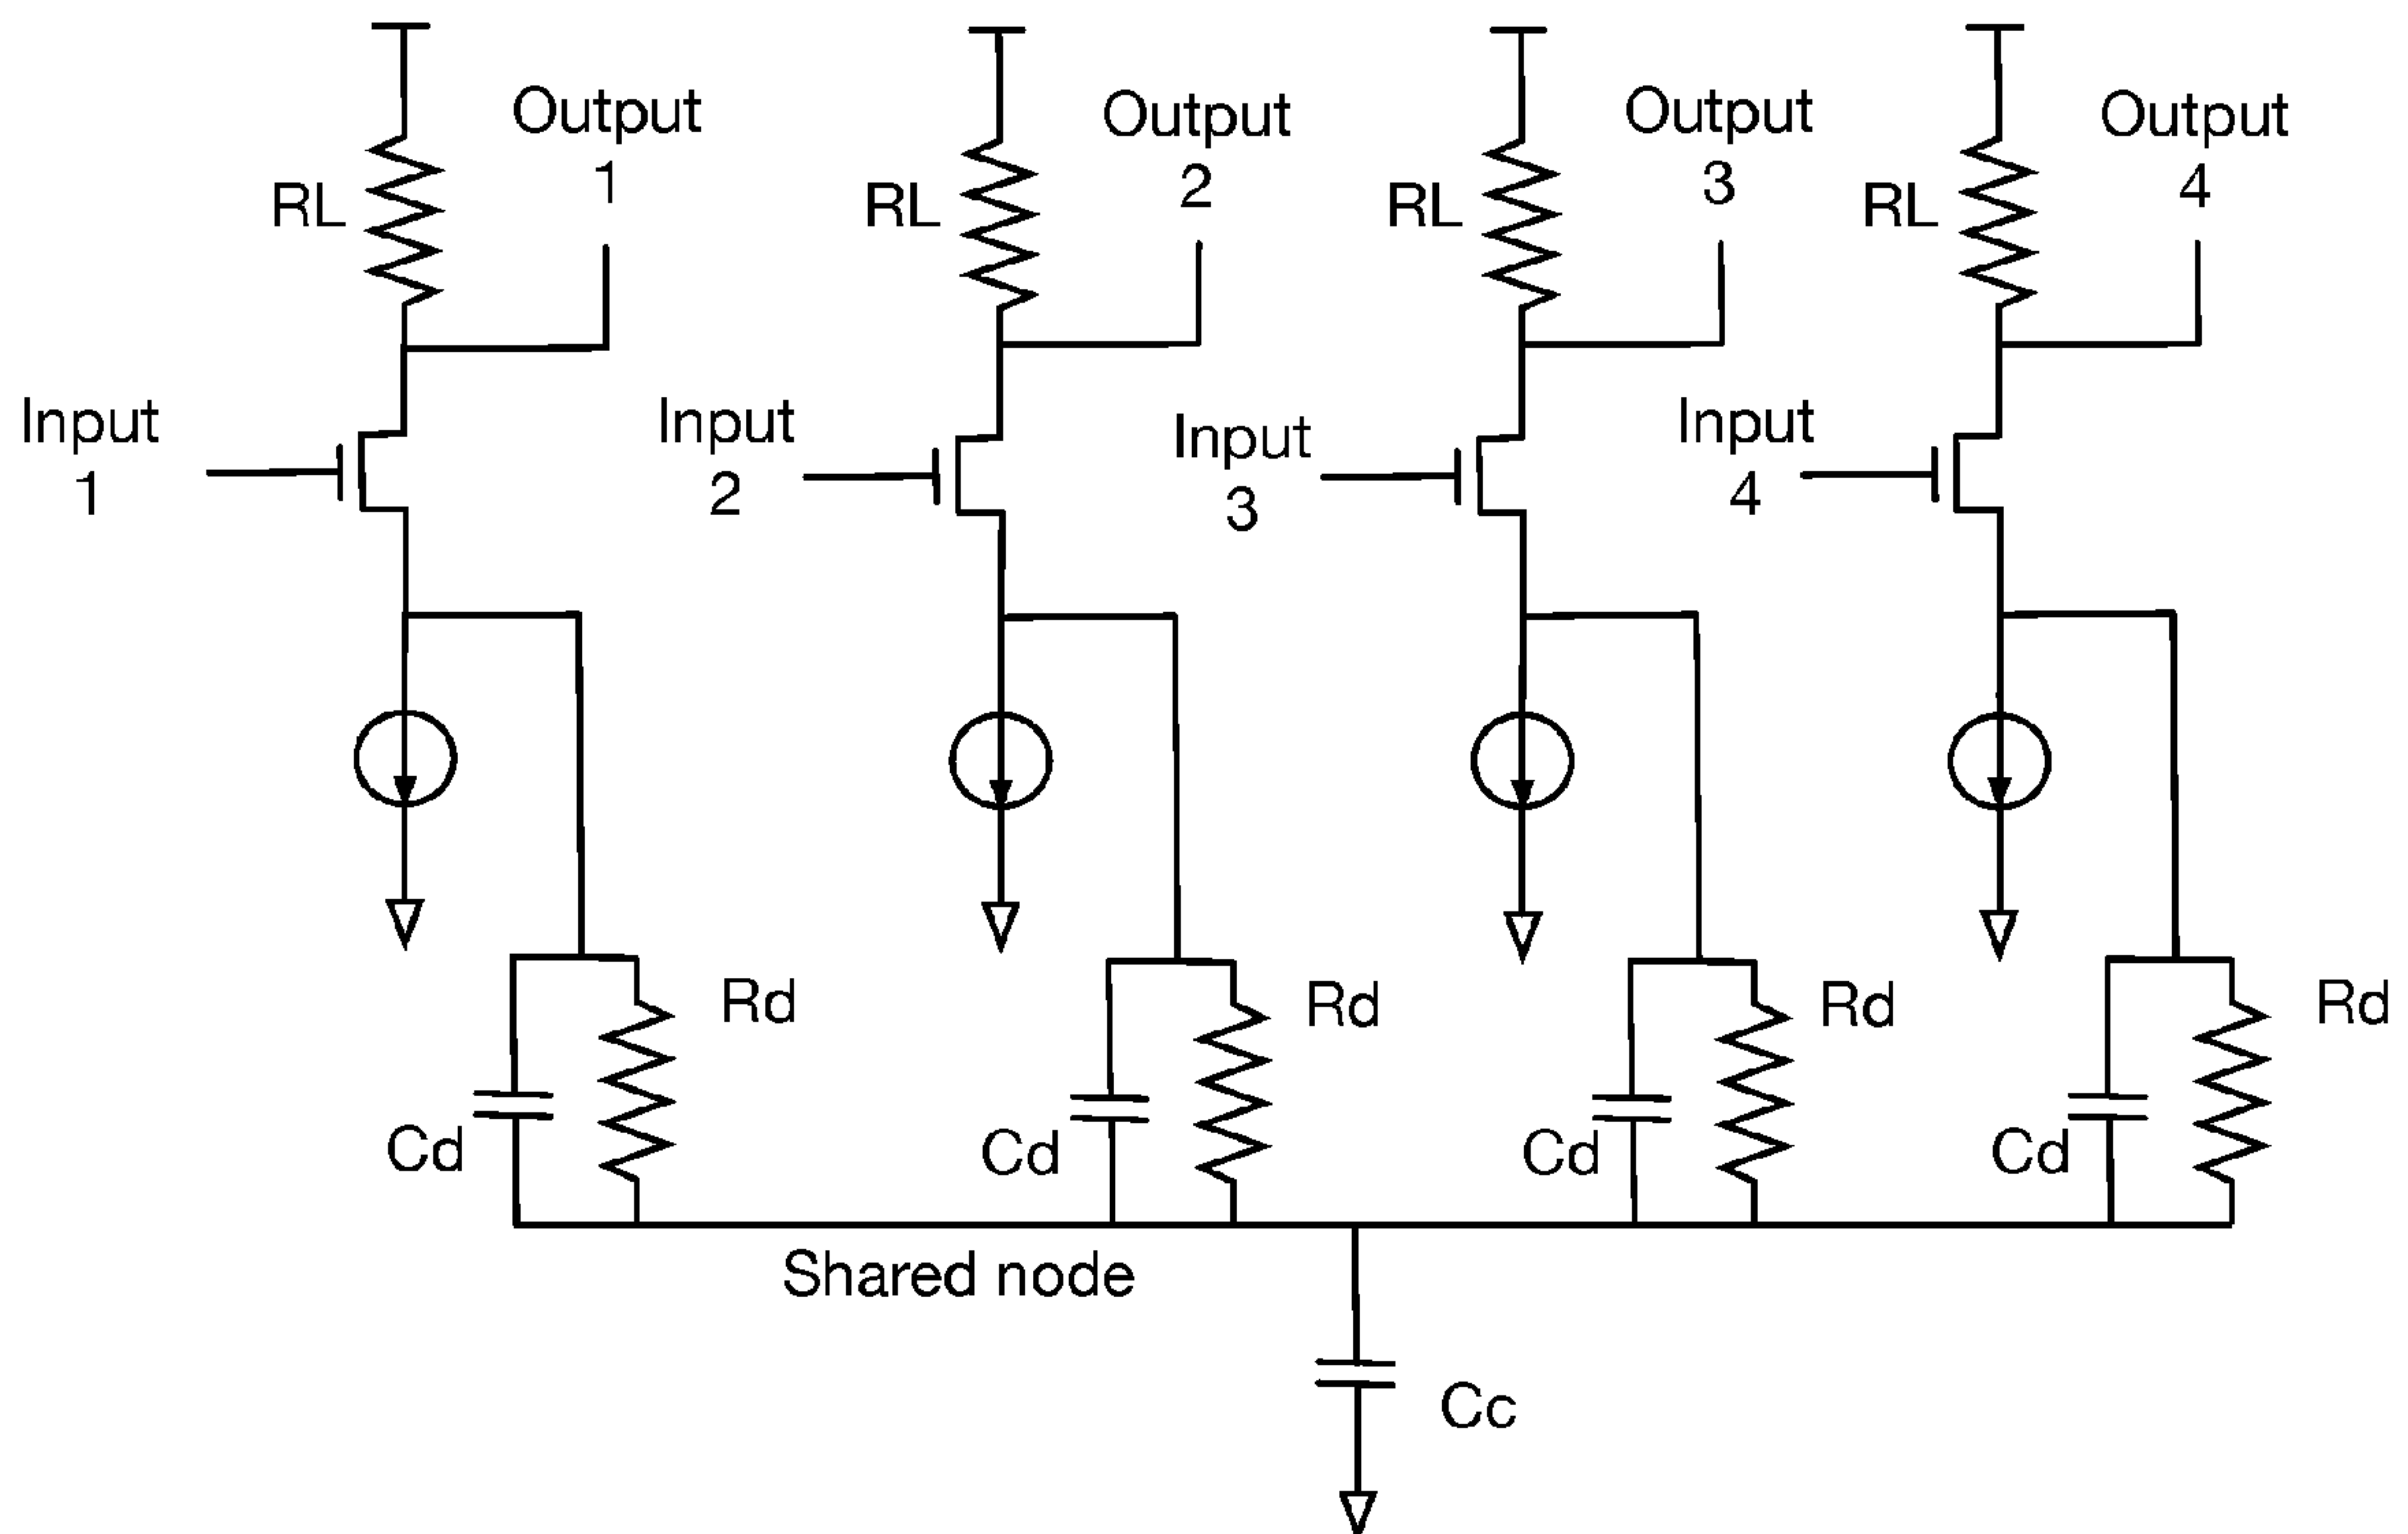 Output
1
Output
2
Output
3
Output
4
RL
RL
RL
RL
Input
1
Input
2
Input
3
Input
4
Rd
Rd
Rd
Rd
Cd
Cd
Cd
Cd
Shared node
Cc